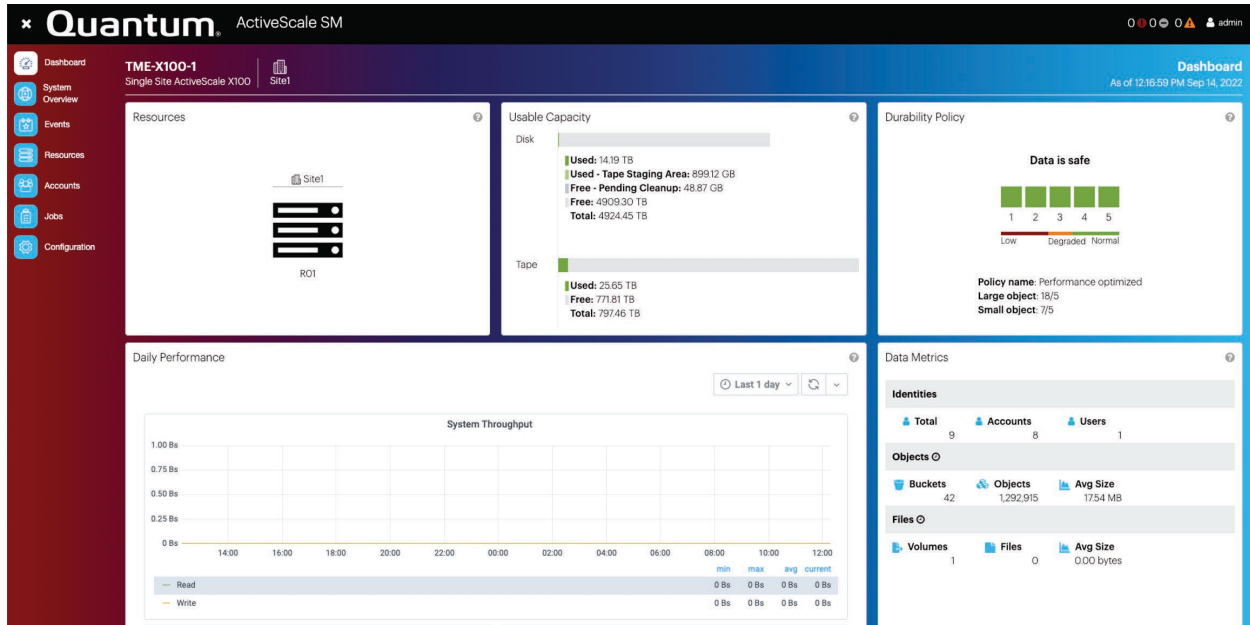 × Quantum. ActiveScale SM 0 0 0 admin
Dashboard
System
Overview
Events
Resources
Accounts
Jobs
Configuration
TME-X100-1
Single Site ActiveScale X100 Site1
Dashboard
As of 12:16:59 PM Sep 14, 2022
Resources
Site1
R01
Usable Capacity
Disk
Used: 14.19 TB
Used - Tape Staging Area: 899.12 GB
Free - Pending Cleanup: 48.87 GB
Free: 4909.30 TB
Total: 4924.45 TB
Tape
Used: 25.65 TB
Free: 771.81 TB
Total: 797.46 TB
Durability Policy
Data is safe
1 2 3 4 5
Low Degraded Normal
Policy name: Performance optimized
Large object: 18/5
Small object: 7/5
Daily Performance
Last 1 day
System Throughput
1.00 Bs
0.75 Bs
0.50 Bs
0.25 Bs
0 Bs
14:00 16:00 18:00 20:00 22:00 00:00 02:00 04:00 06:00 08:00 10:00 12:00
min max avg current
Read 0 Bs 0 Bs 0 Bs 0 Bs
Write 0 Bs 0 Bs 0 Bs 0 Bs
Data Metrics
Identities
Total Accounts Users
9 8 1
Objects
Buckets Objects Avg Size
42 1,292,915 17.54 MB
Files
Volumes Files Avg Size
1 0 0.00 bytes